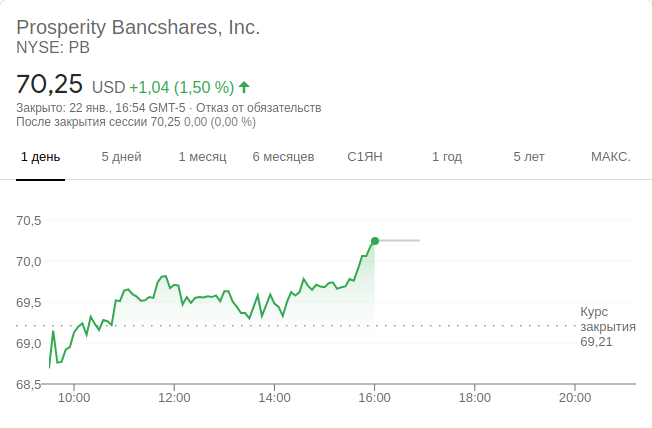 Prosperity Bancshares, Inc.
NYSE: PB
70,25 USD +1,04 (1,50 %)
Закрыто: 22 янв., 16:54 GMT-5 · Отказ от обязательств
После закрытия сессии 70,25 0,00 (0,00 %)
1 день 5 дней 1 месяц 6 месяцев С1ЯН 1 год 5 лет МАКС.
70,5
70,0
69,5
Курс
закрытия
69,21
69,0
68,5
10:00 12:00 14:00 16:00 18:00 20:00